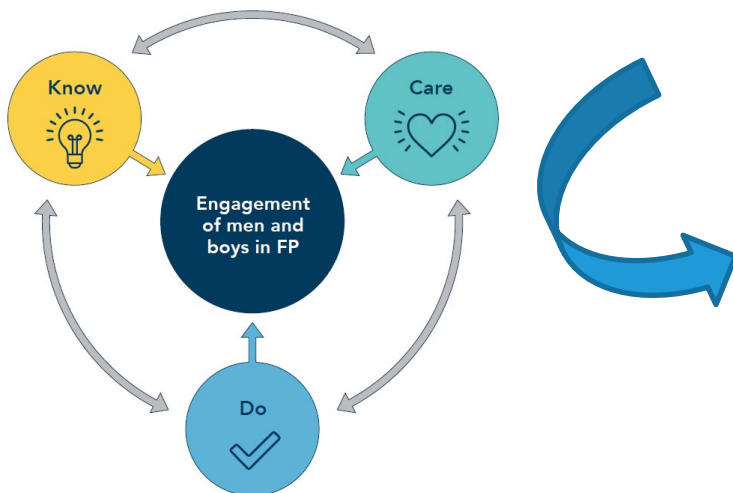 Know
Care
Engagement
of men and
boys in FP
Do